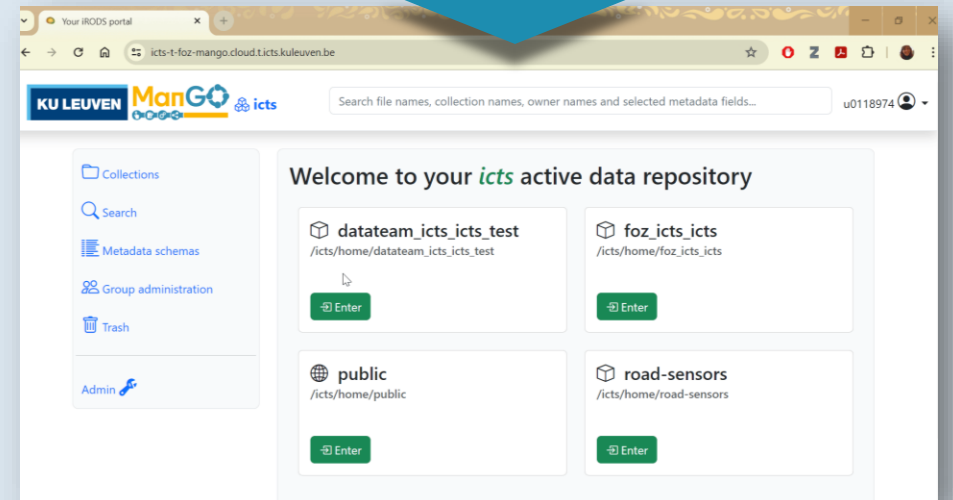 Your iRODS portal
icts-t-foz-mango.cloud.t.icts.kuleuven.be
KU LEUVEN ManGO icts
Search file names, collection names, owner names and selected metadata fields...
u0118974
Collections
Search
Metadata schemas
Group administration
Trash
Admin
Welcome to your icts active data repository
datateam_icts_icts_test
/icts/home/datateam_icts_icts_test
Enter
foz_icts_icts
/icts/home/foz_icts_icts
Enter
public
/icts/home/public
Enter
road-sensors
/icts/home/road-sensors
Enter